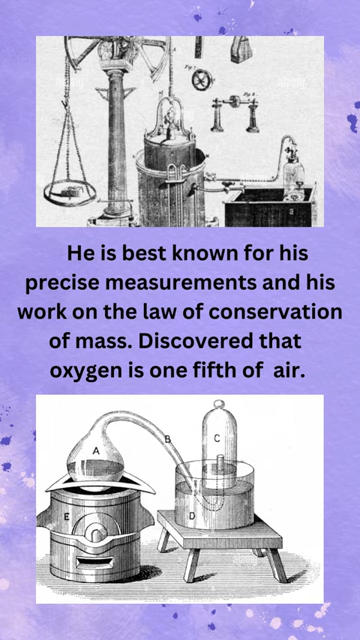 He is best known for his
precise measurements and his
work on the law of conservation
of mass. Discovered that
oxygen is one fifth of air.
A
B
C
D
E